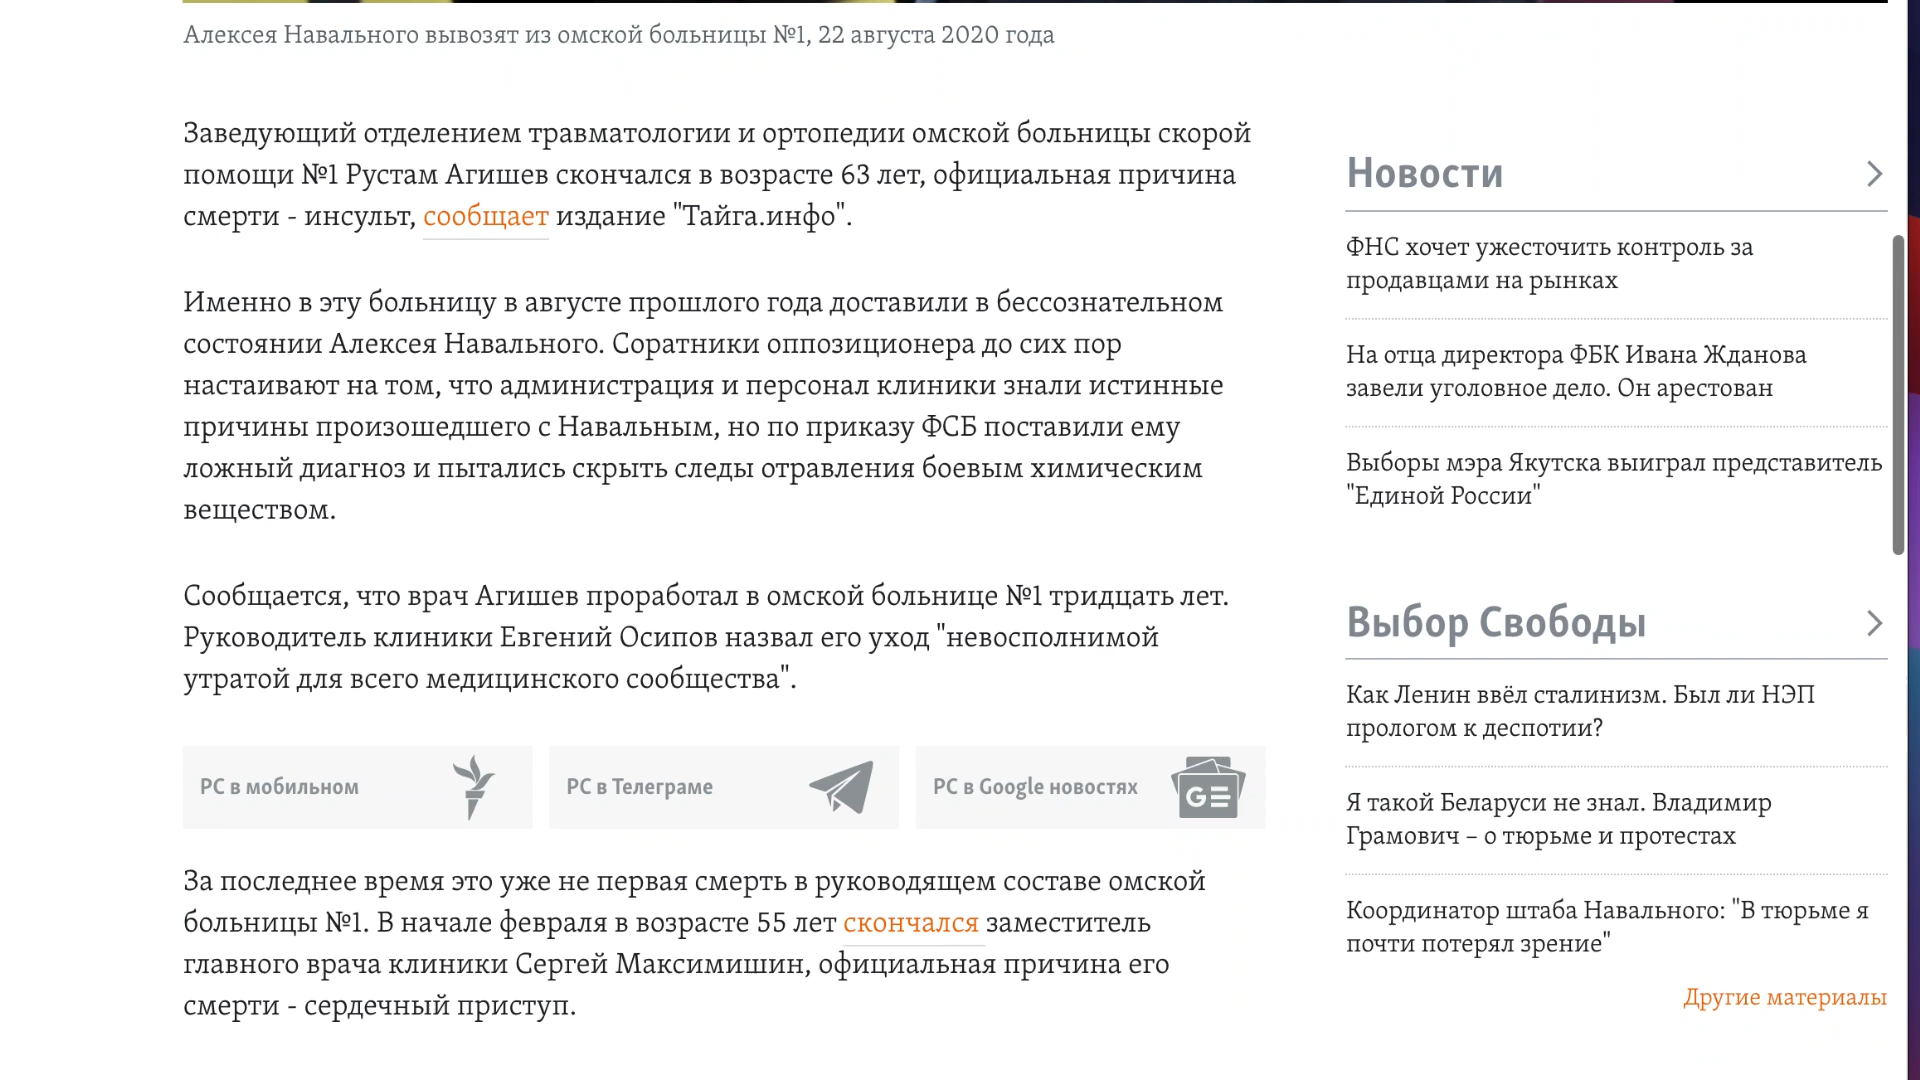 Алексея Навального вывозят из омской больницы №1, 22 августа 2020 года
Заведующий отделением травматологии и ортопедии омской больницы скорой
помощи №1 Рустам Агишев скончался в возрасте 63 лет, официальная причина
смерти - инсульт, сообщает издание "Тайга.инфо".
Именно в эту больницу в августе прошлого года доставили в бессознательном
состоянии Алексея Навального. Соратники оппозиционера до сих пор
настаивают на том, что администрация и персонал клиники знали истинные
причины произошедшего с Навальным, но по приказу ФСБ поставили ему
ложный диагноз и пытались скрыть следы отравления боевым химическим
веществом.
Сообщается, что врач Агишев проработал в омской больнице №1 тридцать лет.
Руководитель клиники Евгений Осипов назвал его уход "невосполнимой
утратой для всего медицинского сообщества".
РС в мобильном
РС в Телеграме
РС в Google новостях
GE
За последнее время это уже не первая смерть в руководящем составе омской
больницы №1. В начале февраля в возрасте 55 лет скончался заместитель
главного врача клиники Сергей Максимишин, официальная причина его
смерти - сердечный приступ.
Новости
ФНС хочет ужесточить контроль за
продавцами на рынках
На отца директора ФБК Ивана Жданова
завели уголовное дело. Он арестован
Выборы мэра Якутска выиграл представитель
"Единой России"
Выбор Свободы
Как Ленин ввёл сталинизм. Был ли НЭП
прологом к деспотии?
Я такой Беларуси не знал. Владимир
Грамович – о тюрьме и протестах
Координатор штаба Навального: "В тюрьме я
почти потерял зрение"
Другие материалы